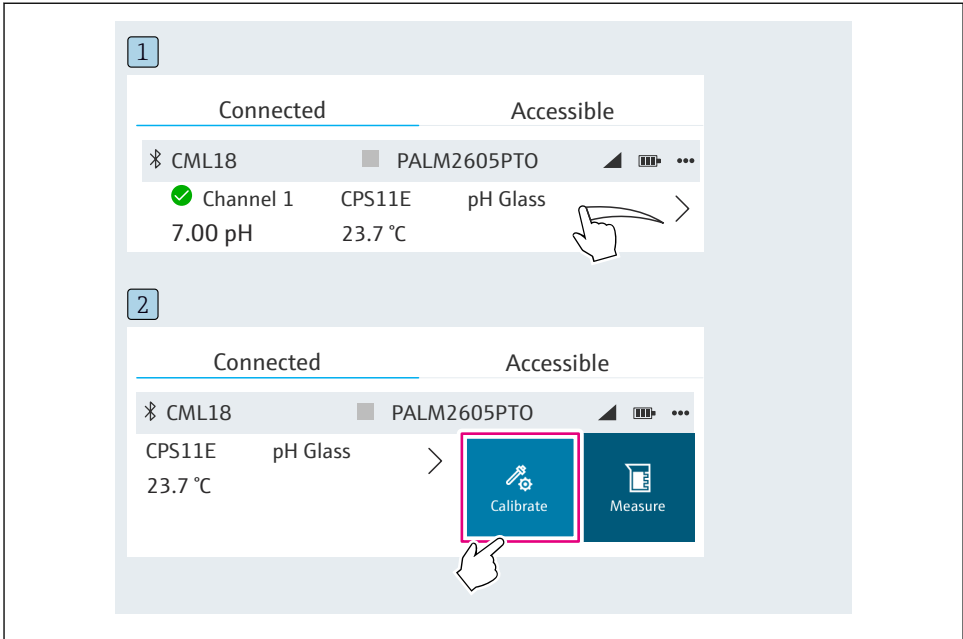 1
Connected Accessible
CML18 PALM2605PTO
Channel 1 CPS11E pH Glass
7.00 pH 23.7 °C
2
Connected Accessible
CML18 PALM2605PTO
CPS11E pH Glass
23.7 °C
Calibrate Measure